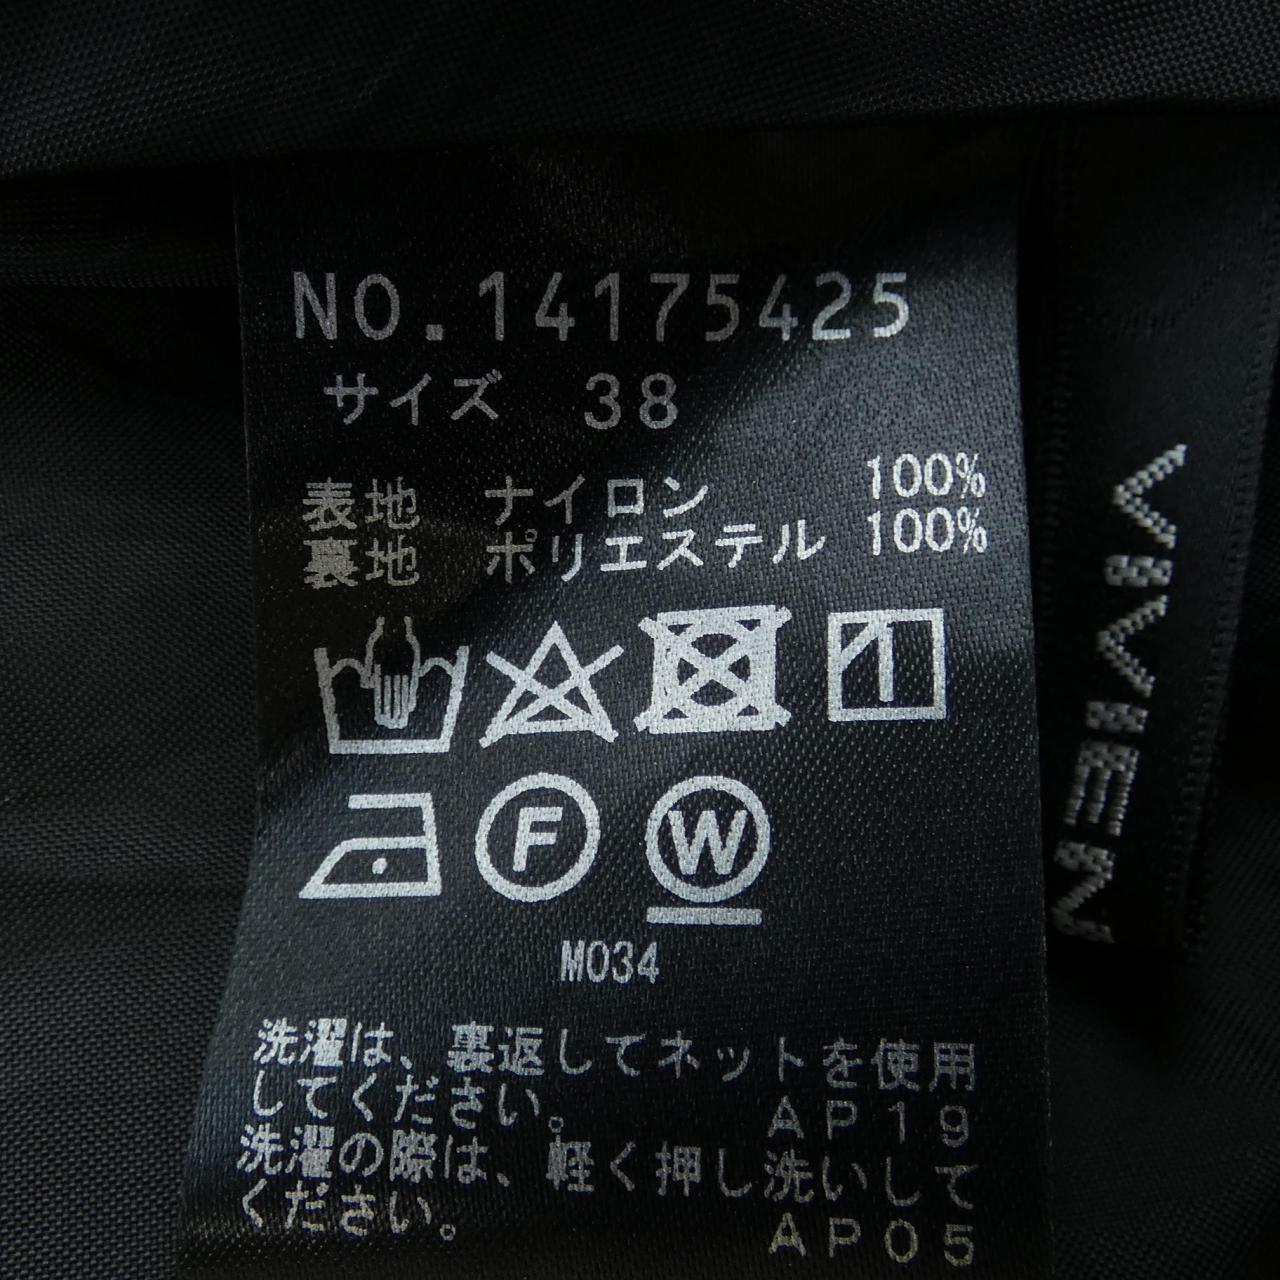 NO.14175425
サイズ 38
表地 ナイロン 100%
裏地 ポリエステル 100%
F
W
M034
洗濯は、裏返してネットを使用
してください。 AP19
洗濯の際は、軽く押し洗いして
ください。 AP05
VIVIEN